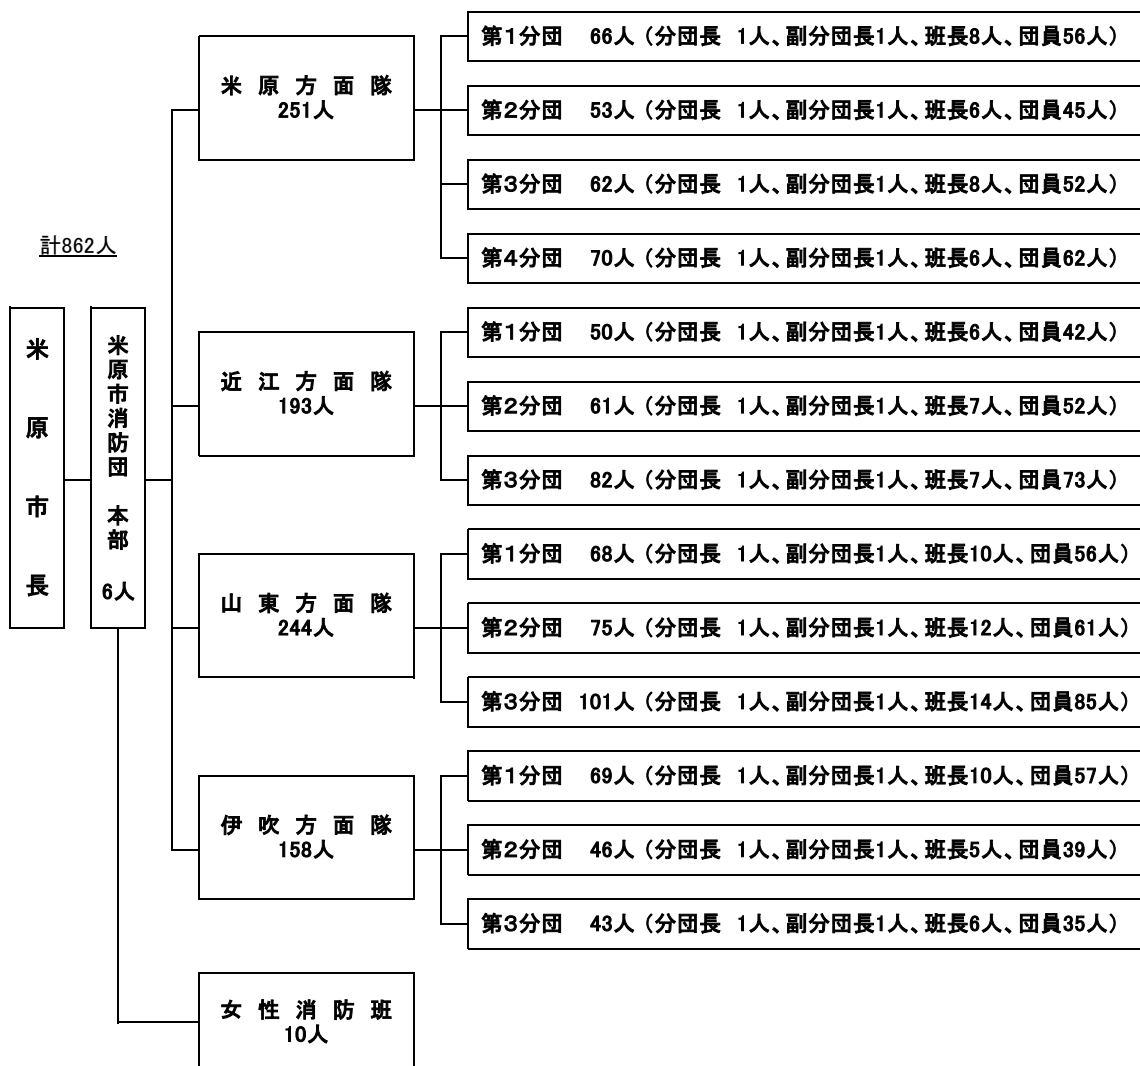 計862人
米原市長
米原市消防団 本部 6人
米原方面隊
251人
第1分団 66人（分団長 1人、副分団長1人、班長8人、団員56人）
第2分団 53人（分団長 1人、副分団長1人、班長6人、団員45人）
第3分団 62人（分団長 1人、副分団長1人、班長8人、団員52人）
第4分団 70人（分団長 1人、副分団長1人、班長6人、団員62人）
近江方面隊
193人
第1分団 50人（分団長 1人、副分団長1人、班長6人、団員42人）
第2分団 61人（分団長 1人、副分団長1人、班長7人、団員52人）
第3分団 82人（分団長 1人、副分団長1人、班長7人、団員73人）
山東方面隊
244人
第1分団 68人（分団長 1人、副分団長1人、班長10人、団員56人）
第2分団 75人（分団長 1人、副分団長1人、班長12人、団員61人）
第3分団 101人（分団長 1人、副分団長1人、班長14人、団員85人）
伊吹方面隊
158人
第1分団 69人（分団長 1人、副分団長1人、班長10人、団員57人）
第2分団 46人（分団長 1人、副分団長1人、班長5人、団員39人）
第3分団 43人（分団長 1人、副分団長1人、班長6人、団員35人）
女性消防班
10人